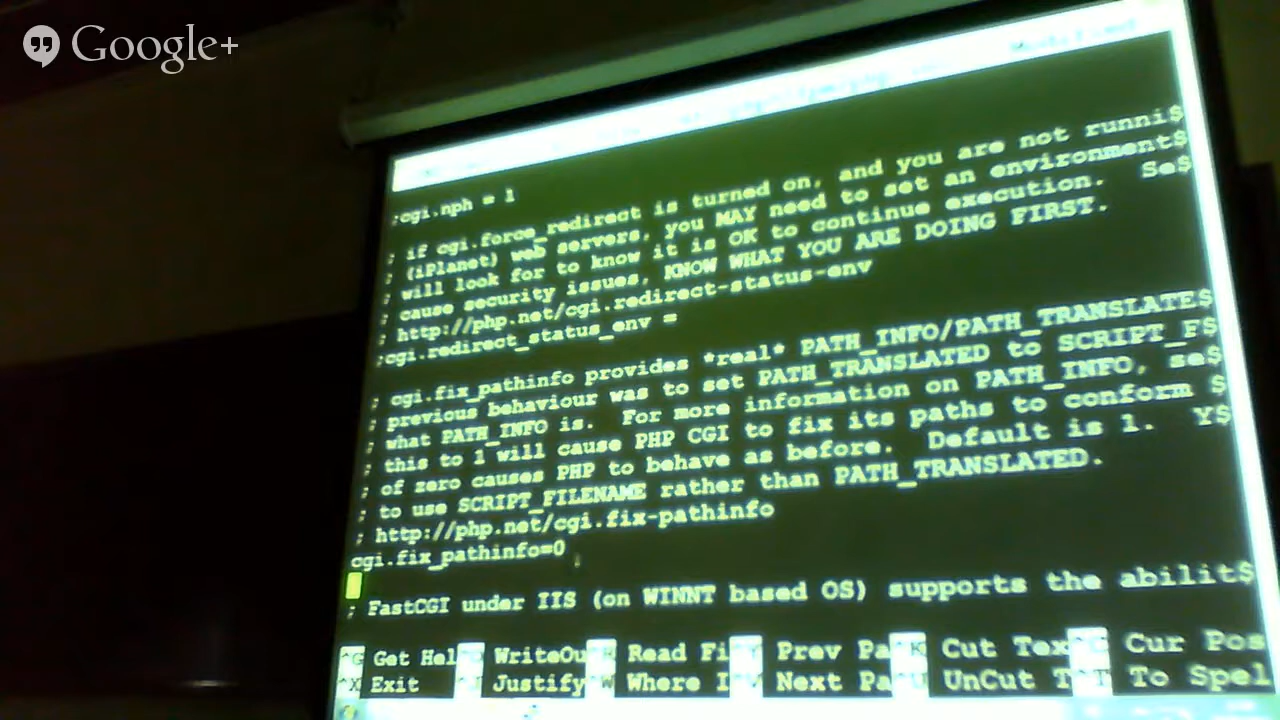 Google+
;cgi.nph = 1
; if cgi.force_redirect is turned on, and you are not runni$
; (iPlanet) web servers, you MAY need to set an environment$
; will look for to know it is OK to continue execution.  Se$
; cause security issues, KNOW WHAT YOU ARE DOING FIRST.
; http://php.net/cgi.redirect-status-env
;cgi.redirect_status_env =
; cgi.fix_pathinfo provides *real* PATH_INFO/PATH_TRANSLATE$
; previous behaviour was to set PATH_TRANSLATED to SCRIPT_F$
; what PATH_INFO is.  For more information on PATH_INFO, se$
; this to 1 will cause PHP CGI to fix its paths to conform $
; of zero causes PHP to behave as before.  Default is 1.  Y$
; to use SCRIPT_FILENAME rather than PATH_TRANSLATED.
; http://php.net/cgi.fix-pathinfo
cgi.fix_pathinfo=0
; FastCGI under IIS (on WINNT based OS) supports the abilit$
^G Get Hel WriteOu Read Fi Prev Pa ^K Cut Tex ^C Cur Pos
^X Exit ^J Justify ^W Where I ^V Next Pa ^U UnCut T ^T To Spel